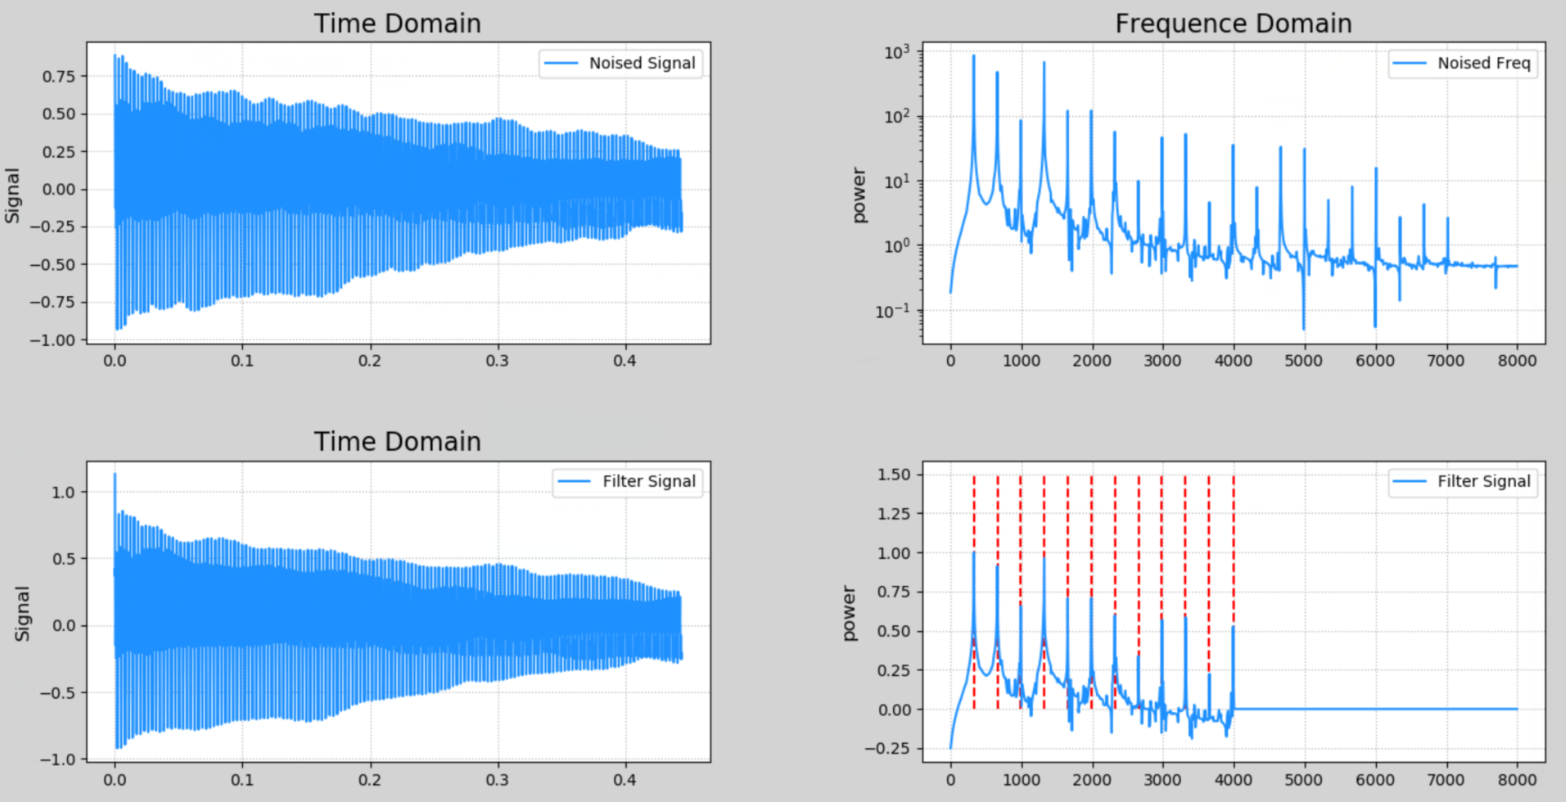 Time Domain
Noised Signal
Signal
0.75
0.50
0.25
0.00
−0.25
−0.50
−0.75
−1.00
0.0 0.1 0.2 0.3 0.4
Frequence Domain
Noised Freq
power
10³
10²
10¹
10⁰
10⁻¹
0 1000 2000 3000 4000 5000 6000 7000 8000
Time Domain
Filter Signal
Signal
1.0
0.5
0.0
−0.5
−1.0
0.0 0.1 0.2 0.3 0.4
Filter Signal
power
1.50
1.25
1.00
0.75
0.50
0.25
0.00
−0.25
0 1000 2000 3000 4000 5000 6000 7000 8000